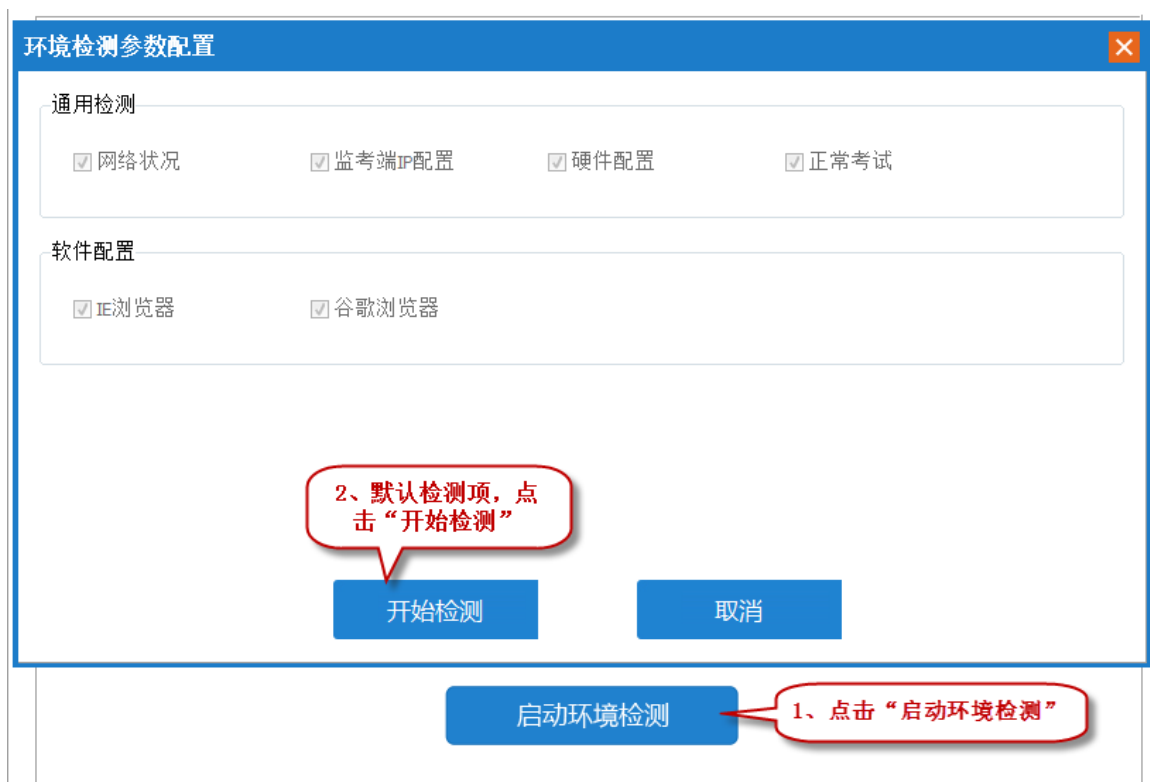 环境检测参数配置
通用检测
网络状况 监考端IP配置 硬件配置 正常考试
软件配置
IE浏览器 谷歌浏览器
2、默认检测项，点
击“开始检测”
开始检测 取消
启动环境检测 1、点击“启动环境检测”